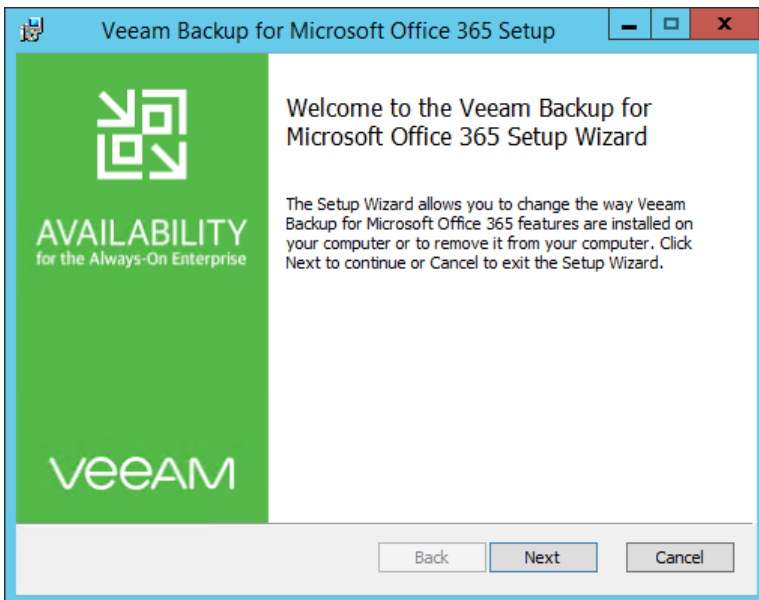 Veeam Backup for Microsoft Office 365 Setup
Welcome to the Veeam Backup for
Microsoft Office 365 Setup Wizard
The Setup Wizard allows you to change the way Veeam
Backup for Microsoft Office 365 features are installed on
your computer or to remove it from your computer. Click
Next to continue or Cancel to exit the Setup Wizard.
AVAILABILITY
for the Always-On Enterprise
veeAM
Back Next Cancel